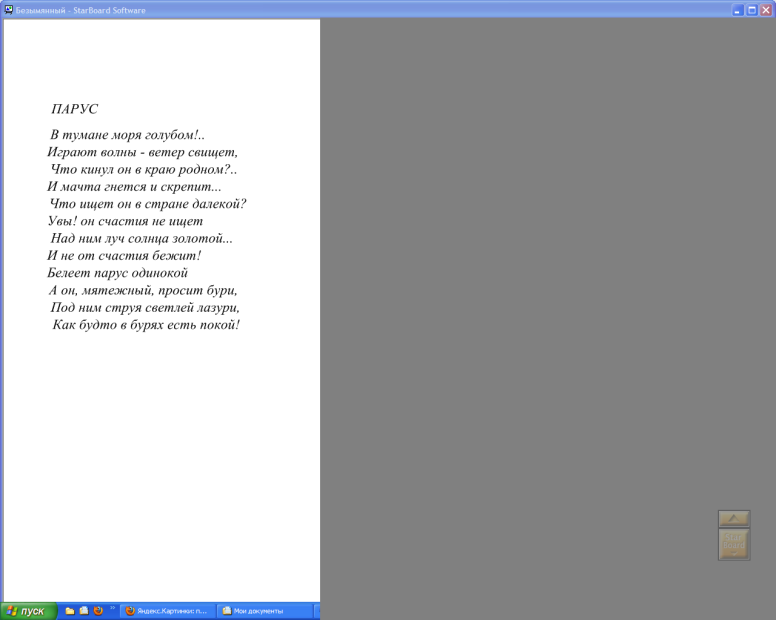 Безымянный - StarBoard Software
ПАРУС
В тумане моря голубом!..
Играют волны - ветер свищет,
Что кинул он в краю родном?..
И мачта гнется и скрепит...
Что ищет он в стране далекой?
Увы! он счастия не ищет
Над ним луч солнца золотой...
И не от счастия бежит!
Белеет парус одинокой
А он, мятежный, просит бури,
Под ним струя светлей лазури,
Как будто в бурях есть покой!
пуск
Яндекс.Картинки: п...
Мои документы